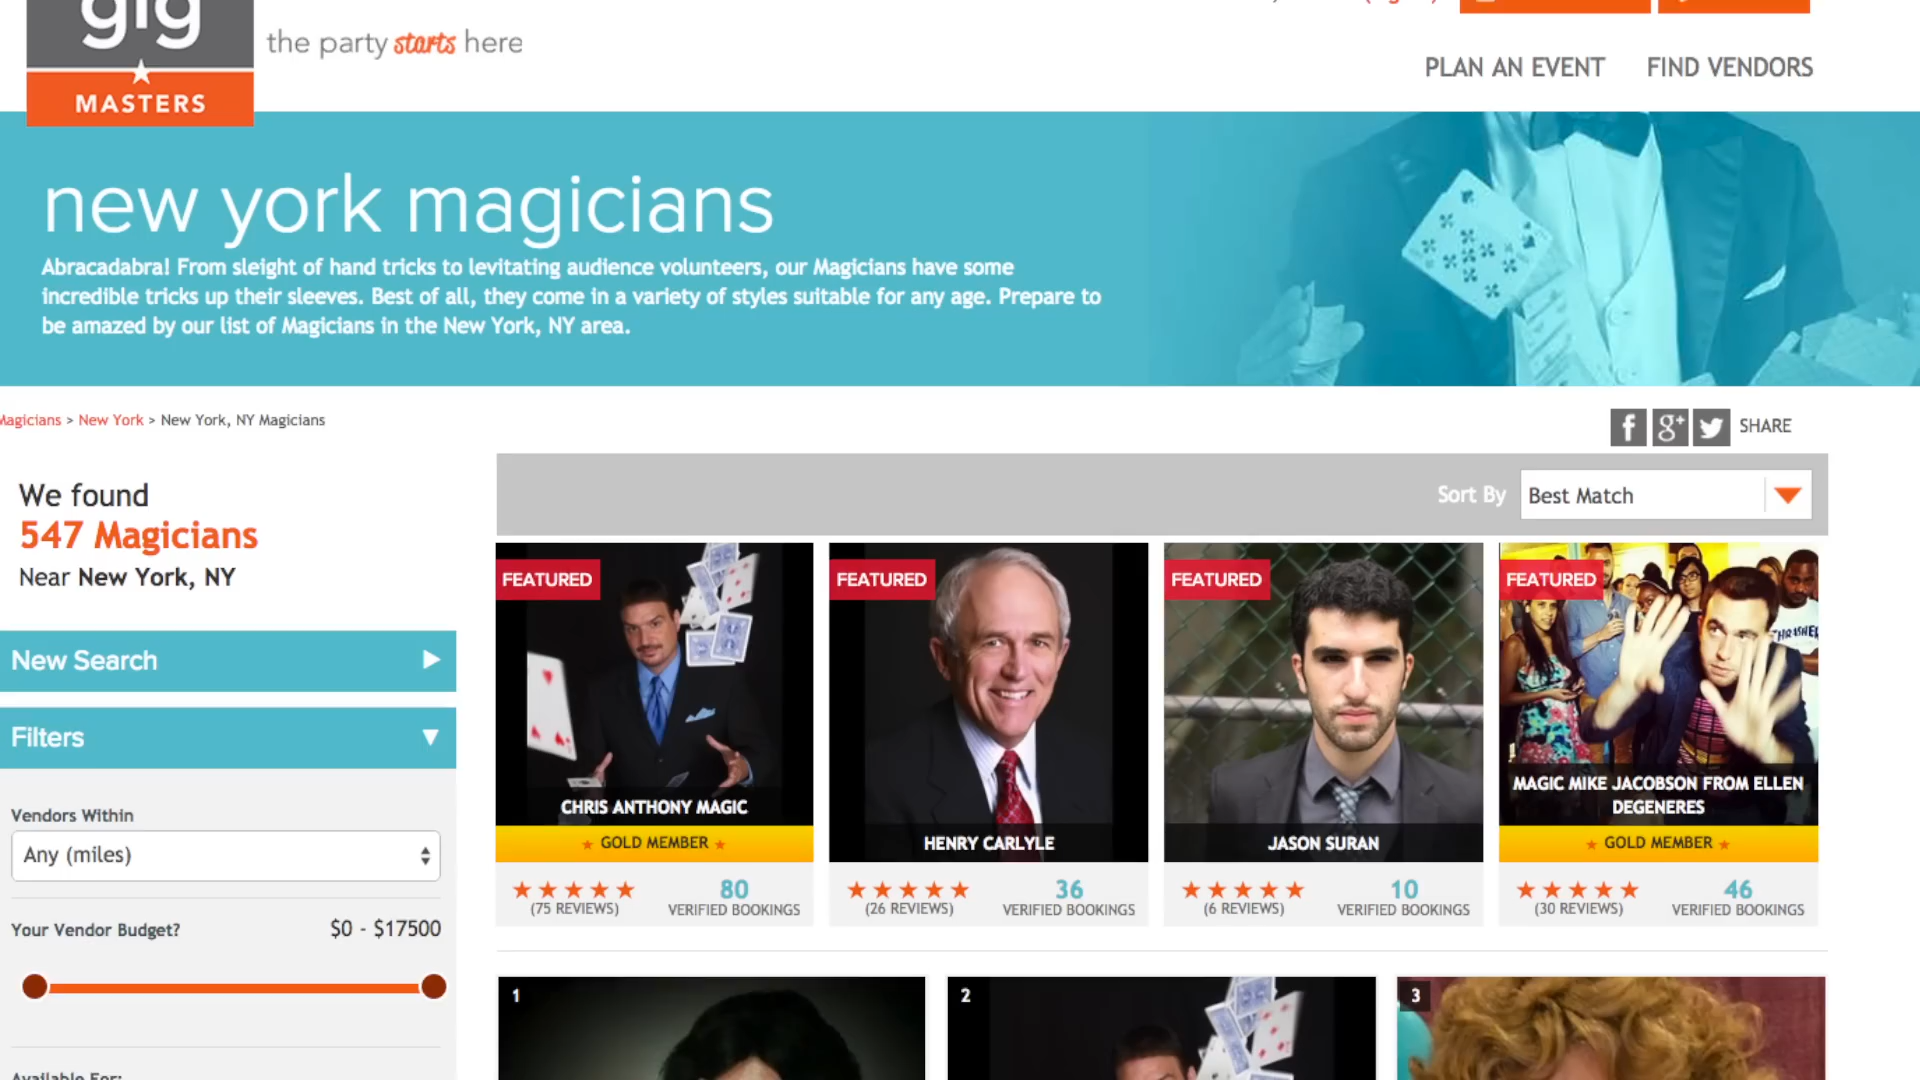 gig
MASTERS
the party starts here
PLAN AN EVENT
FIND VENDORS
new york magicians
Abracadabra! From sleight of hand tricks to levitating audience volunteers, our Magicians have some
incredible tricks up their sleeves. Best of all, they come in a variety of styles suitable for any age. Prepare to
be amazed by our list of Magicians in the New York, NY area.
Magicians > New York > New York, NY Magicians
SHARE
We found
547 Magicians
Near New York, NY
New Search
Filters
Vendors Within
Any (miles)
Your Vendor Budget?
$0 - $17500
Available For:
Sort By
Best Match
FEATURED
CHRIS ANTHONY MAGIC
GOLD MEMBER
(75 REVIEWS)
80
VERIFIED BOOKINGS
FEATURED
HENRY CARLYLE
(26 REVIEWS)
36
VERIFIED BOOKINGS
FEATURED
JASON SURAN
(6 REVIEWS)
10
VERIFIED BOOKINGS
FEATURED
THRASHER
MAGIC MIKE JACOBSON FROM ELLEN
DEGENERES
GOLD MEMBER
(30 REVIEWS)
46
VERIFIED BOOKINGS
1
2
3